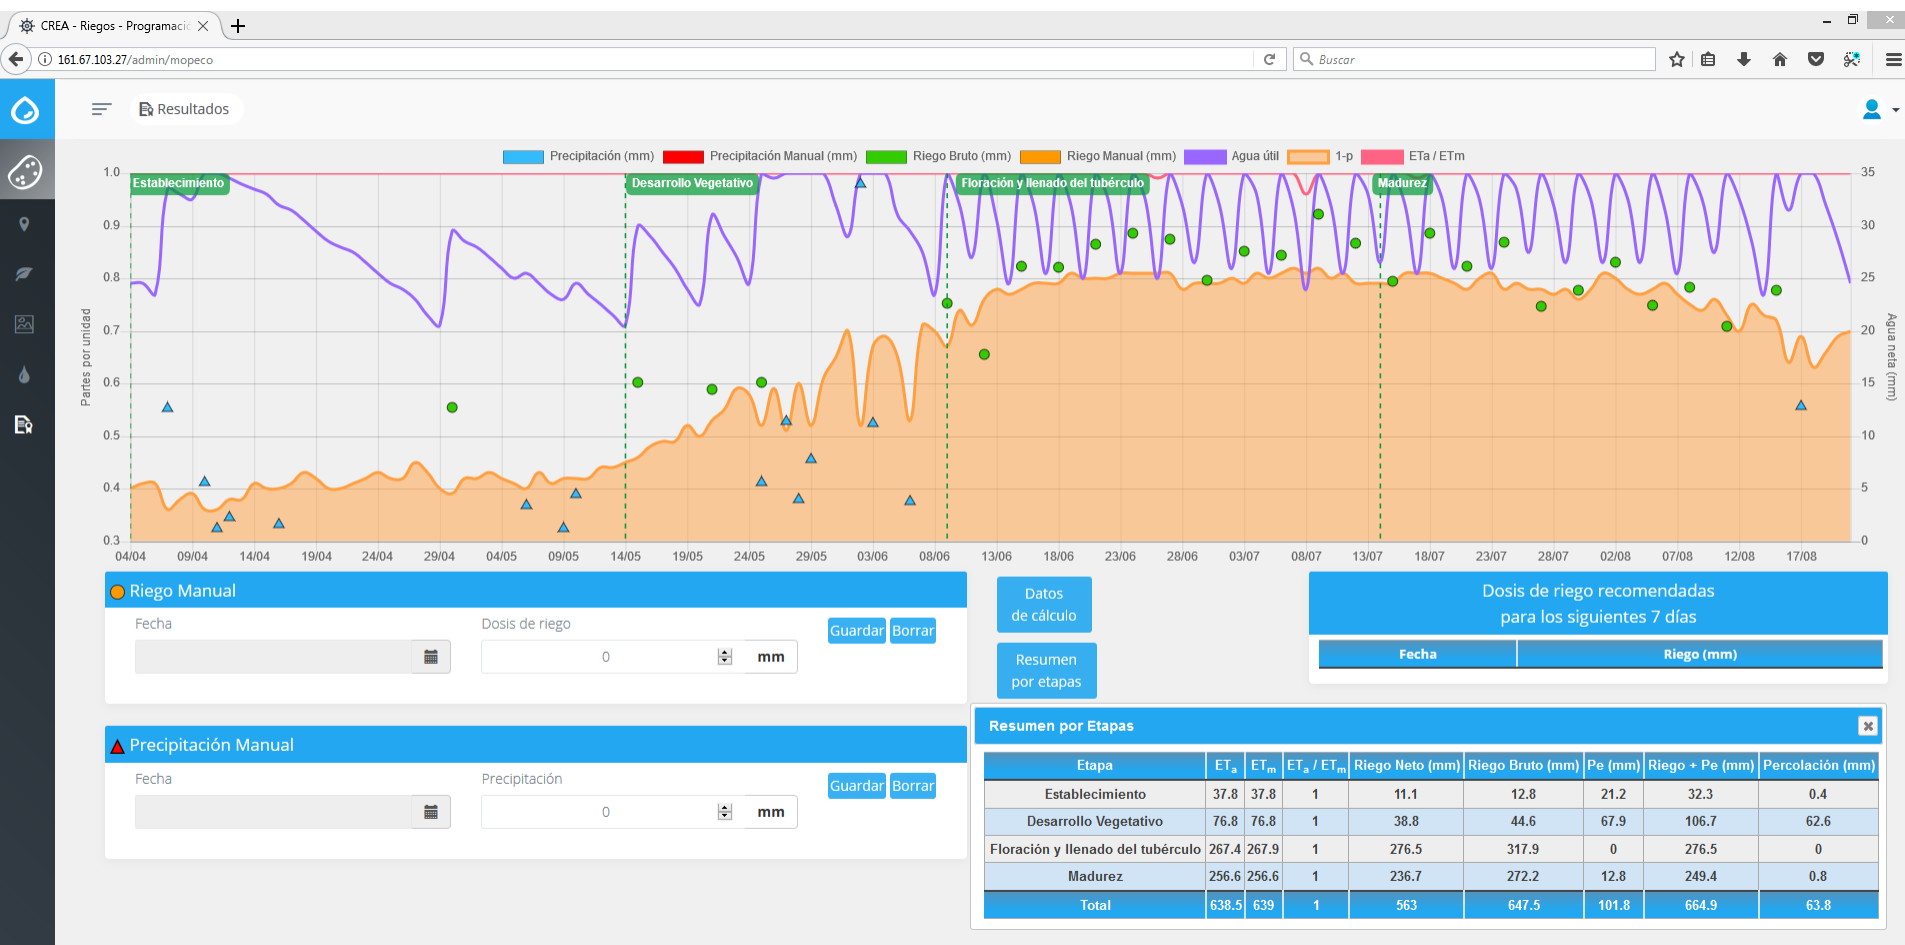 CREA - Riegos - Programació
161.67.103.27/admin/mopeco
Buscar
Resultados
Precipitación (mm) Precipitación Manual (mm) Riego Bruto (mm) Riego Manual (mm) Agua útil 1-p ETa / ETm
Establecimiento Desarrollo Vegetativo Floración y llenado del tubérculo Madurez
Partes por unidad
1.0
0.9
0.8
0.7
0.6
0.5
0.4
0.3
35
30
25
20
15
10
5
0
Agua neta (mm)
04/04 09/04 14/04 19/04 24/04 29/04 04/05 09/05 14/05 19/05 24/05 29/05 03/06 08/06 13/06 18/06 23/06 28/06 03/07 08/07 13/07 18/07 23/07 28/07 02/08 07/08 12/08 17/08
Riego Manual
Fecha Dosis de riego
0 mm
Guardar Borrar
Precipitación Manual
Fecha Precipitación
0 mm
Guardar Borrar
Datos
de cálculo
Resumen
por etapas
Dosis de riego recomendadas
para los siguientes 7 días
Fecha Riego (mm)
Resumen por Etapas
Etapa ETa ETm ETa / ETm Riego Neto (mm) Riego Bruto (mm) Pe (mm) Riego + Pe (mm) Percolación (mm)
Establecimiento 37.8 37.8 1 11.1 12.8 21.2 32.3 0.4
Desarrollo Vegetativo 76.8 76.8 1 38.8 44.6 67.9 106.7 62.6
Floración y llenado del tubérculo 267.4 267.9 1 276.5 317.9 0 276.5 0
Madurez 256.6 256.6 1 236.7 272.2 12.8 249.4 0.8
Total 638.5 639 1 563 647.5 101.8 664.9 63.8